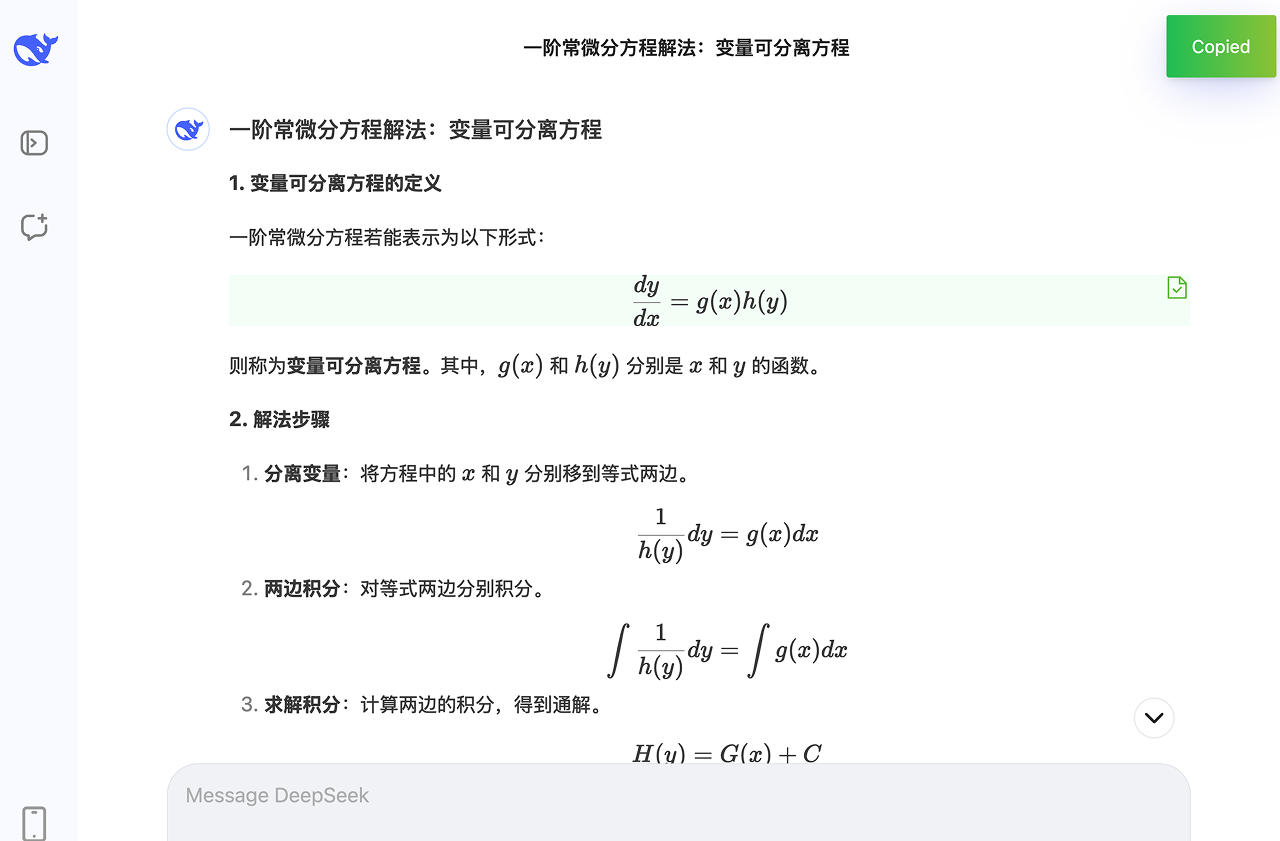 一阶常微分方程解法：变量可分离方程
Copied
一阶常微分方程解法：变量可分离方程
1. 变量可分离方程的定义
一阶常微分方程若能表示为以下形式：
dy/dx = g(x)h(y)
则称为变量可分离方程。其中，g(x) 和 h(y) 分别是 x 和 y 的函数。
2. 解法步骤
1. 分离变量：将方程中的 x 和 y 分别移到等式两边。
1/h(y) dy = g(x)dx
2. 两边积分：对等式两边分别积分。
∫ 1/h(y) dy = ∫ g(x)dx
3. 求解积分：计算两边的积分，得到通解。
H(y) = G(x) + C
Message DeepSeek